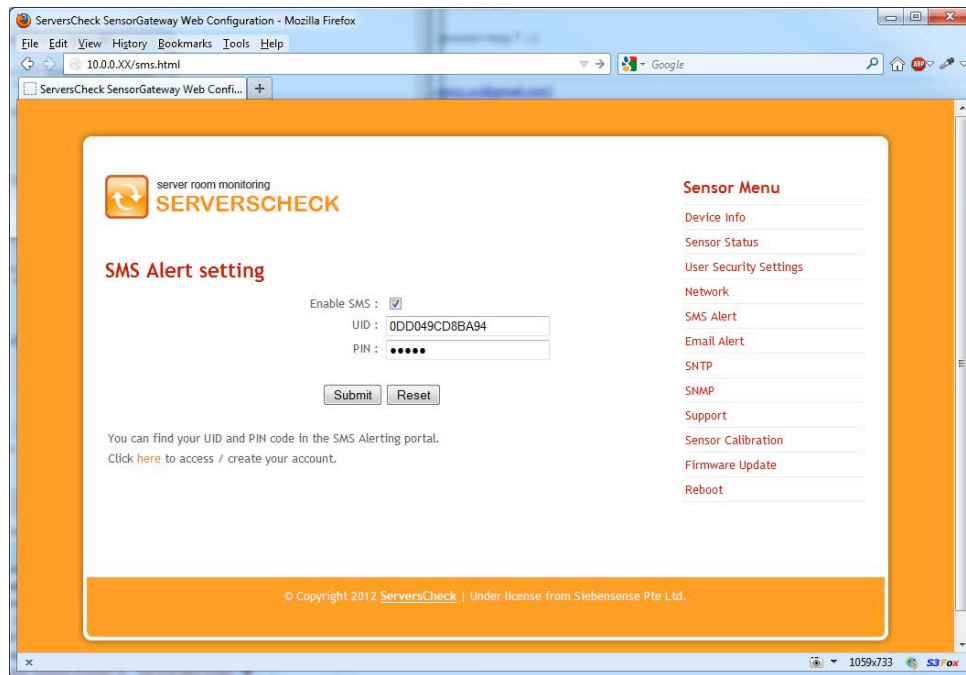 ServersCheck SensorGateway Web Configuration - Mozilla Firefox
File Edit View History Bookmarks Tools Help
10.0.0.XX/sms.html
Google
ABP
ServersCheck SensorGateway Web Confi...
+
server room monitoring
SERVERSCHECK
SMS Alert setting
Enable SMS :
UID : 0DD049CD8BA94
PIN : •••••
Submit Reset
You can find your UID and PIN code in the SMS Alerting portal.
Click here to access / create your account.
Sensor Menu
Device Info
Sensor Status
User Security Settings
Network
SMS Alert
Email Alert
SNTP
SNMP
Support
Sensor Calibration
Firmware Update
Reboot
© Copyright 2012 ServersCheck | Under license from Siebensense Pte Ltd.
x
1059x733
S3Fox